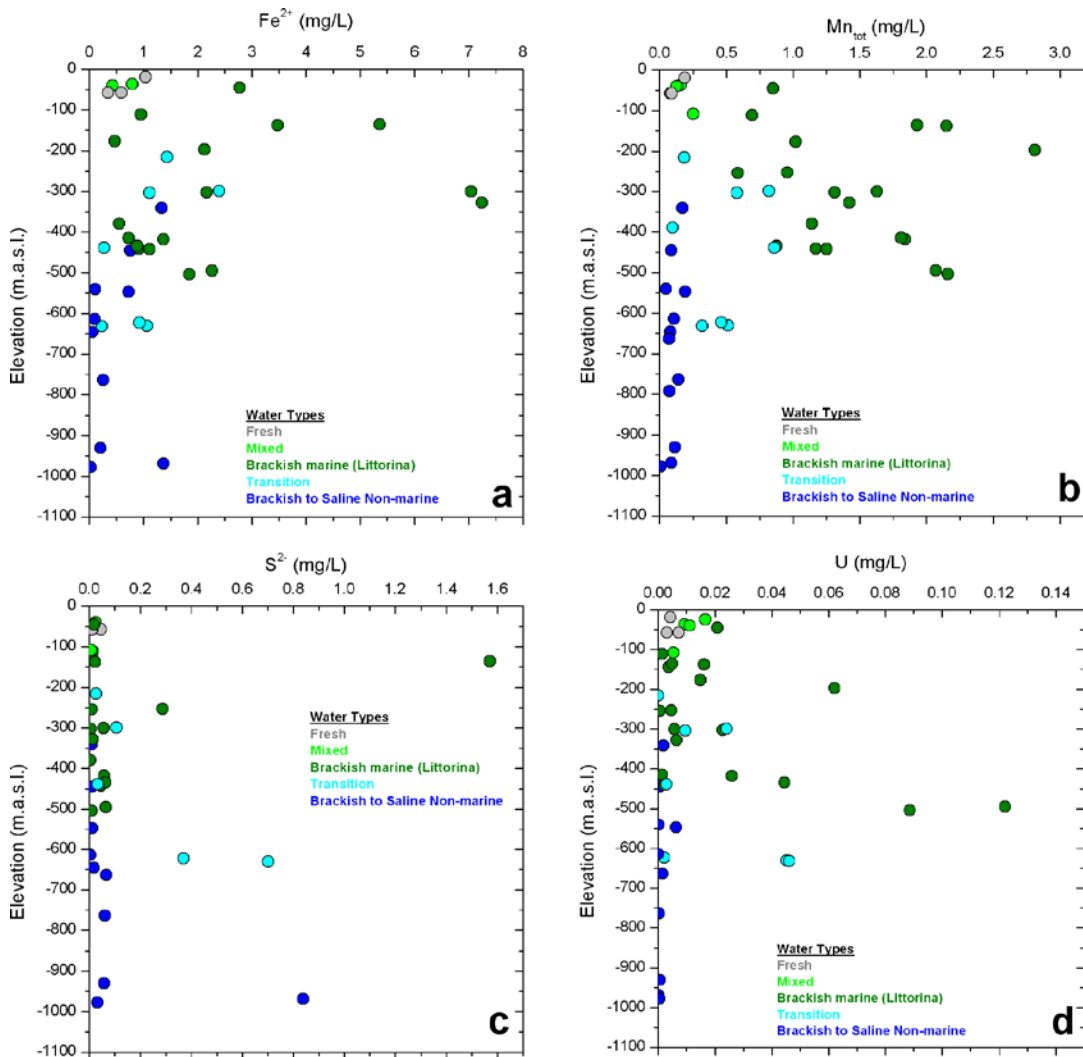 Fe2+ (mg/L)
0 1 2 3 4 5 6 7 8
Elevation (m.a.s.l.)
0
-100
-200
-300
-400
-500
-600
-700
-800
-900
-1000
-1100
Water Types
Fresh
Mixed
Brackish marine (Littorina)
Transition
Brackish to Saline Non-marine
a
Mntot (mg/L)
0.0 0.5 1.0 1.5 2.0 2.5 3.0
Elevation (m.a.s.l.)
0
-100
-200
-300
-400
-500
-600
-700
-800
-900
-1000
-1100
Water Types
Fresh
Mixed
Brackish marine (Littorina)
Transition
Brackish to Saline Non-marine
b
S2- (mg/L)
0.0 0.2 0.4 0.6 0.8 1.0 1.2 1.4 1.6
Elevation (m.a.s.l.)
0
-100
-200
-300
-400
-500
-600
-700
-800
-900
-1000
-1100
Water Types
Fresh
Mixed
Brackish marine (Littorina)
Transition
Brackish to Saline Non-marine
c
U (mg/L)
0.00 0.02 0.04 0.06 0.08 0.10 0.12 0.14
Elevation (m.a.s.l.)
0
-100
-200
-300
-400
-500
-600
-700
-800
-900
-1000
-1100
Water Types
Fresh
Mixed
Brackish marine (Littorina)
Transition
Brackish to Saline Non-marine
d